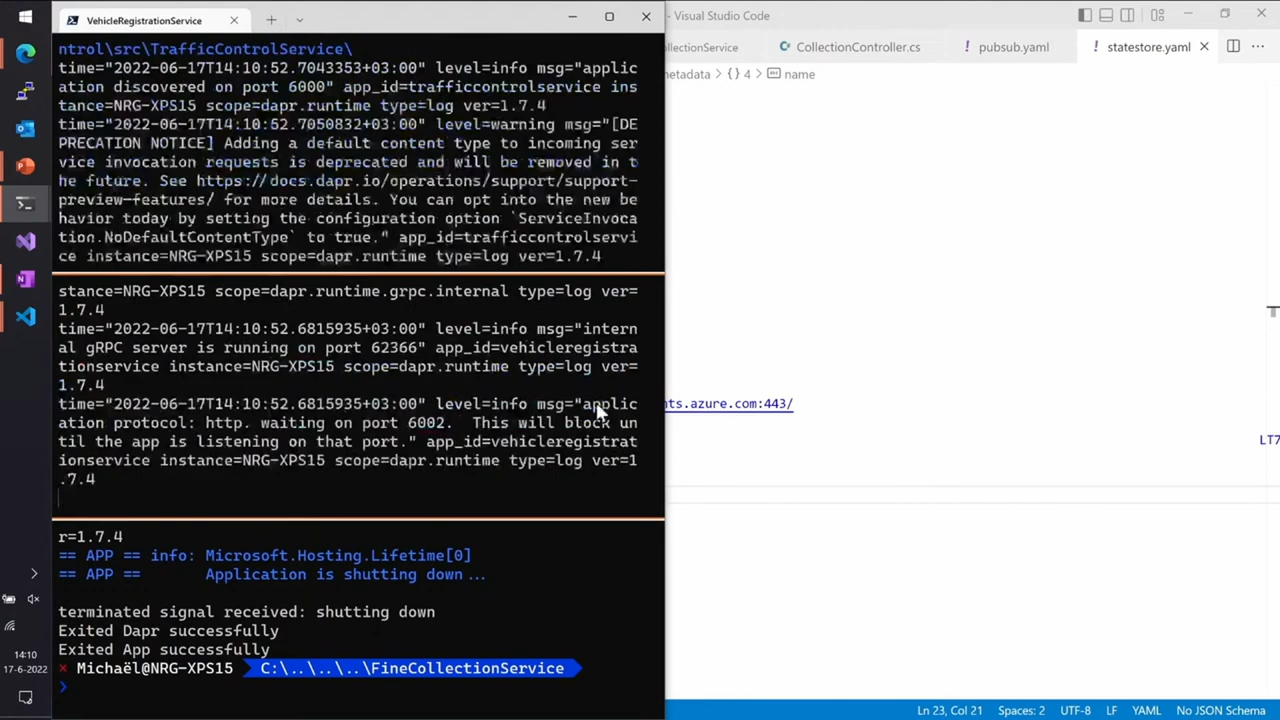 VehicleRegistrationService
ntrol\src\TrafficControlService\
time="2022-06-17T14:10:52.7043353+03:00" level=info msg="applic
ation discovered on port 6000" app_id=trafficcontrolservice ins
tance=NRG-XPS15 scope=dapr.runtime type=log ver=1.7.4
time="2022-06-17T14:10:52.7050832+03:00" level=warning msg="[DE
PRECATION NOTICE] Adding a default content type to incoming ser
vice invocation requests is deprecated and will be removed in t
he future. See https://docs.dapr.io/operations/support/support-
preview-features/ for more details. You can opt into the new be
havior today by setting the configuration option `ServiceInvoca
tion.NoDefaultContentType` to true." app_id=trafficcontrolservi
ce instance=NRG-XPS15 scope=dapr.runtime type=log ver=1.7.4
stance=NRG-XPS15 scope=dapr.runtime.grpc.internal type=log ver=
1.7.4
time="2022-06-17T14:10:52.6815935+03:00" level=info msg="intern
al gRPC server is running on port 62366" app_id=vehicleregistra
tionservice instance=NRG-XPS15 scope=dapr.runtime type=log ver=
1.7.4
time="2022-06-17T14:10:52.6815935+03:00" level=info msg="applic
ation protocol: http. waiting on port 6002.  This will block un
til the app is listening on that port." app_id=vehicleregistrat
ionservice instance=NRG-XPS15 scope=dapr.runtime type=log ver=1
.7.4
r=1.7.4
== APP == info: Microsoft.Hosting.Lifetime[0]
== APP ==      Application is shutting down...
terminated signal received: shutting down
Exited Dapr successfully
Exited App successfully
× Michaël@NRG-XPS15 C:\..\..\..\FineCollectionService
❯
- Visual Studio Code
llectionService CollectionController.cs pubsub.yaml statestore.yaml
metadata > {} 4 > name
nts.azure.com:443/
LT7
14:10
17-6-2022
Ln 23, Col 21 Spaces: 2 UTF-8 LF YAML No JSON Schema